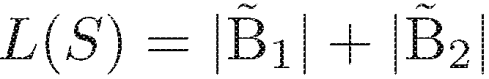 L(S) = |B̃₁| + |B̃₂|